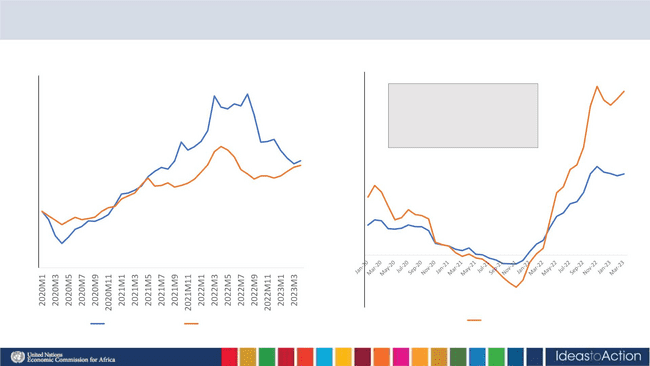 2020M1
2020M3
2020M5
2020M7
2020M9
2020M11
2021M1
2021M3
2021M5
2021M7
2021M9
2021M11
2022M1
2022M3
2022M5
2022M7
2022M9
2022M11
2023M1
2023M3
Jan-20
Mar-20
May-20
Jul-20
Sep-20
Nov-20
Jan-21
Mar-21
May-21
Jul-21
Sep-21
Nov-21
Jan-22
Mar-22
May-22
Jul-22
Sep-22
Nov-22
Jan-23
Mar-23
United Nations
Economic Commission for Africa
IdeastoAction